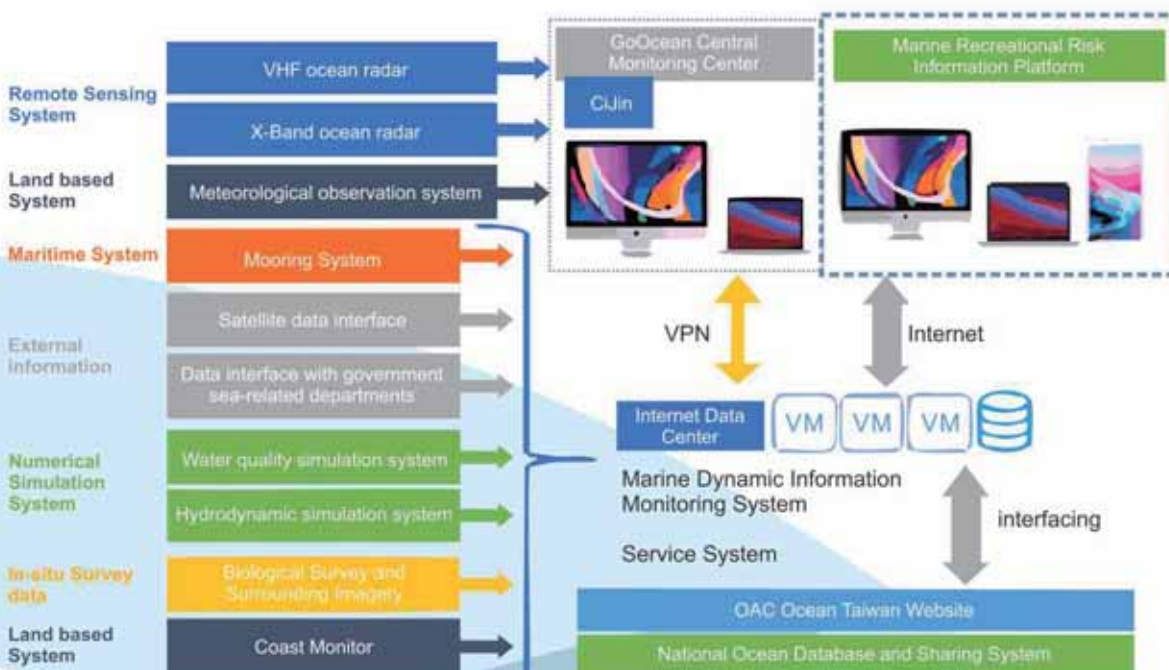 Remote Sensing
System
VHF ocean radar
X-Band ocean radar
Land based
System
Meteorological observation system
Maritime System
Mooring System
External
information
Satellite data interface
Data interface with government
sea-related departments
Numerical
Simulation
System
Water quality simulation system
Hydrodynamic simulation system
In-situ Survey
data
Biological Survey and
Surrounding Imagery
Land based
System
Coast Monitor
GoOcean Central
Monitoring Center
CiJin
Marine Recreational Risk
Information Platform
VPN
Internet
Internet Data
Center
VM
VM
VM
Marine Dynamic Information
Monitoring System
Service System
interfacing
OAC Ocean Taiwan Website
National Ocean Database and Sharing System